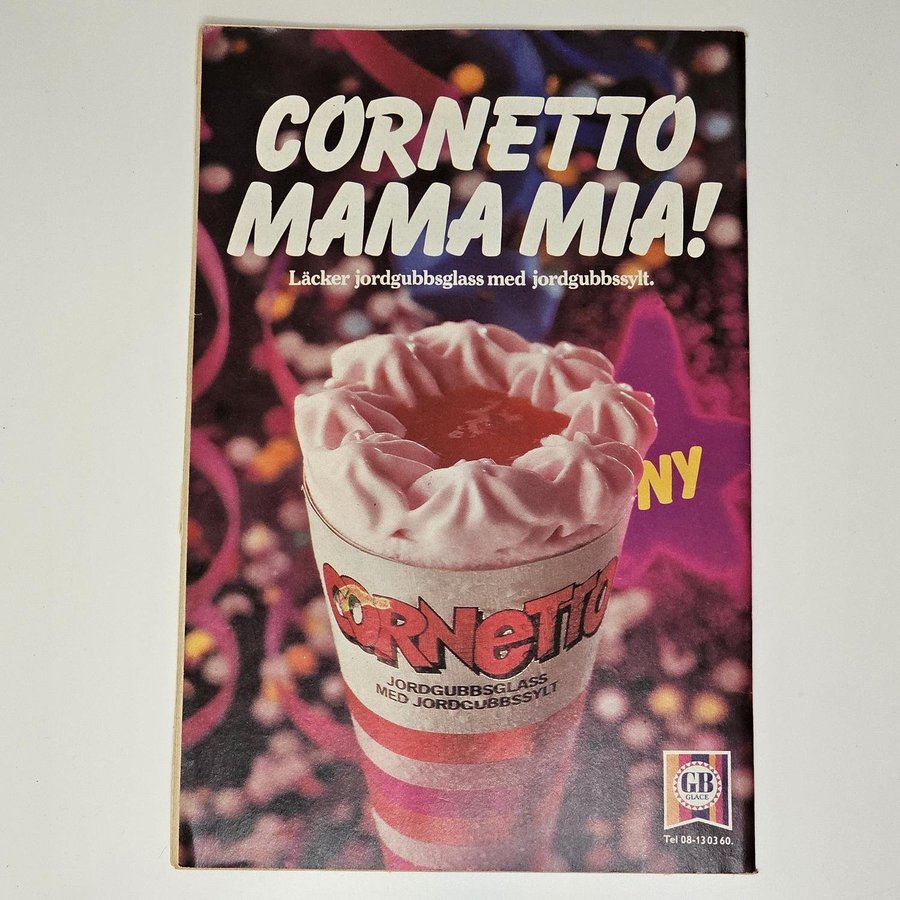 CORNETTO
MAMA MIA!
Läcker jordgubbsglass med jordgubbssylt.
NY
CORNETTO
JORDGUBBSGLASS
MED JORDGUBBSSYLT
GB
GLACE
Tel 08-13 03 60.